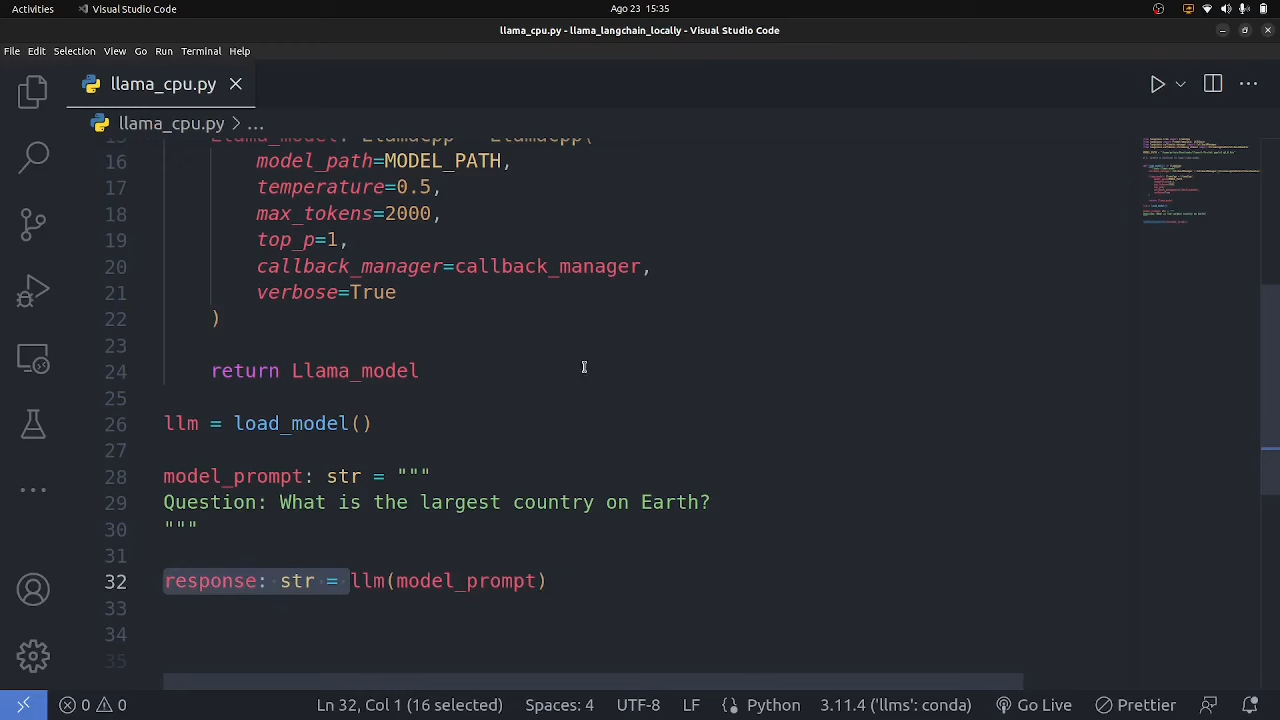 Activities
Visual Studio Code
Ago 23 15:35
llama_cpu.py - llama_langchain_locally - Visual Studio Code
File Edit Selection View Go Run Terminal Help
llama_cpu.py
llama_cpu.py > ...
15 Llama_model: LlamaCpp = LlamaCpp(
16 model_path=MODEL_PATH,
17 temperature=0.5,
18 max_tokens=2000,
19 top_p=1,
20 callback_manager=callback_manager,
21 verbose=True
22 )
23
24 return Llama_model
25
26 llm = load_model()
27
28 model_prompt: str = """
29 Question: What is the largest country on Earth?
30 """
31
32 response: str = llm(model_prompt)
33
34
35
0 0 Ln 32, Col 1 (16 selected) Spaces: 4 UTF-8 LF Python 3.11.4 ('llms': conda) Go Live Prettier